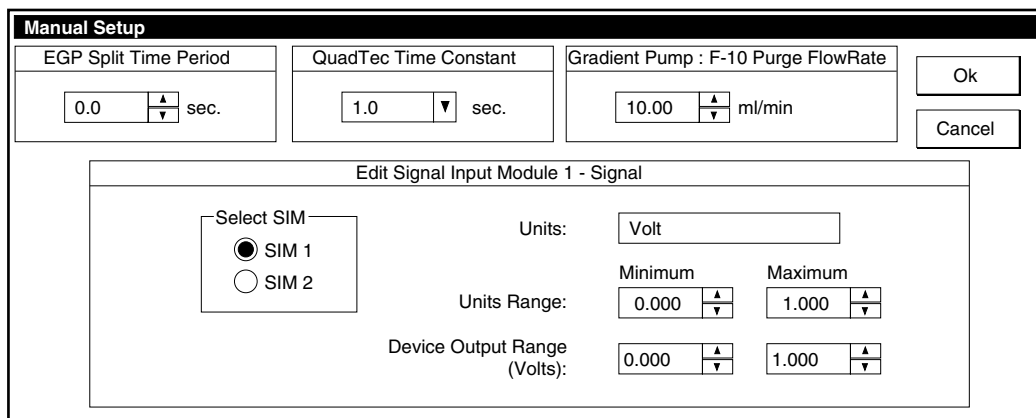 Manual Setup
EGP Split Time Period
0.0 sec.
QuadTec Time Constant
1.0 sec.
Gradient Pump : F-10 Purge FlowRate
10.00 ml/min
Ok
Cancel
Edit Signal Input Module 1 - Signal
Select SIM
SIM 1
SIM 2
Units: Volt
Minimum Maximum
Units Range: 0.000 1.000
Device Output Range
(Volts): 0.000 1.000